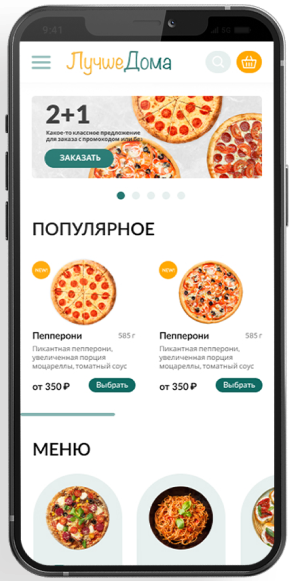 9:41
ЛучшеДома
2+1
Какое-то классное предложение
для заказа с промокодом или без
ЗАКАЗАТЬ
ПОПУЛЯРНОЕ
NEW!
NEW!
Пепперони 585 г
Пикантная пепперони,
увеличенная порция
моцареллы, томатный соус
от 350 ₽ Выбрать
Пепперони 585 г
Пикантная пепперони,
увеличенная порция
моцареллы, томатный соус
от 350 ₽ Выбрать
МЕНЮ